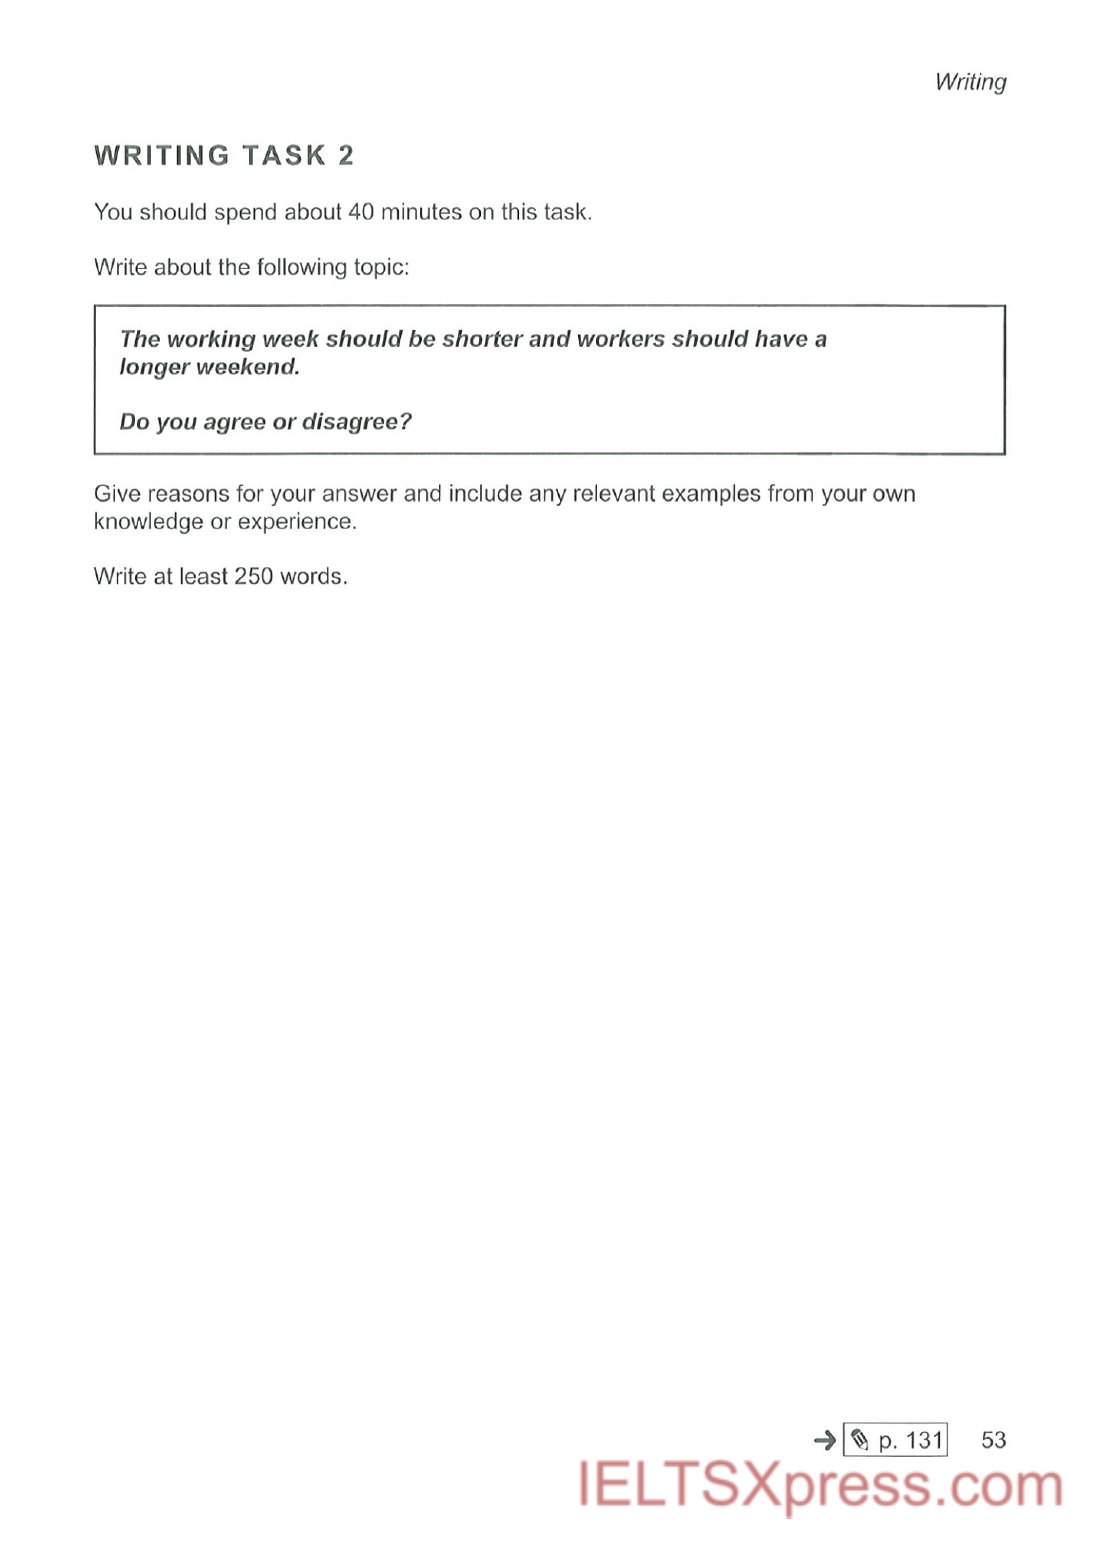 Writing
WRITING TASK 2
You should spend about 40 minutes on this task.
Write about the following topic:
The working week should be shorter and workers should have a
longer weekend.
Do you agree or disagree?
Give reasons for your answer and include any relevant examples from your own
knowledge or experience.
Write at least 250 words.
→ ✎ p. 131 53
IELTSXpress.com